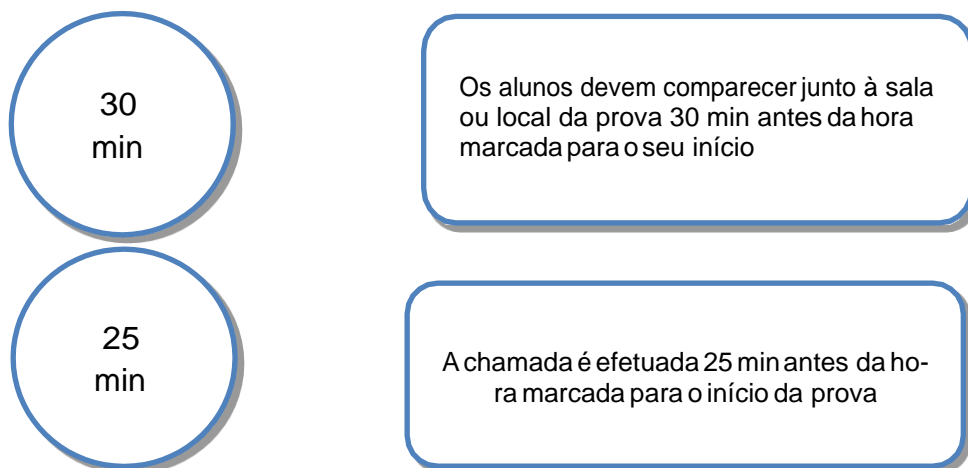 30
min
Os alunos devem comparecer junto à sala
ou local da prova 30 min antes da hora
marcada para o seu início
25
min
A chamada é efetuada 25 min antes da ho-
ra marcada para o início da prova